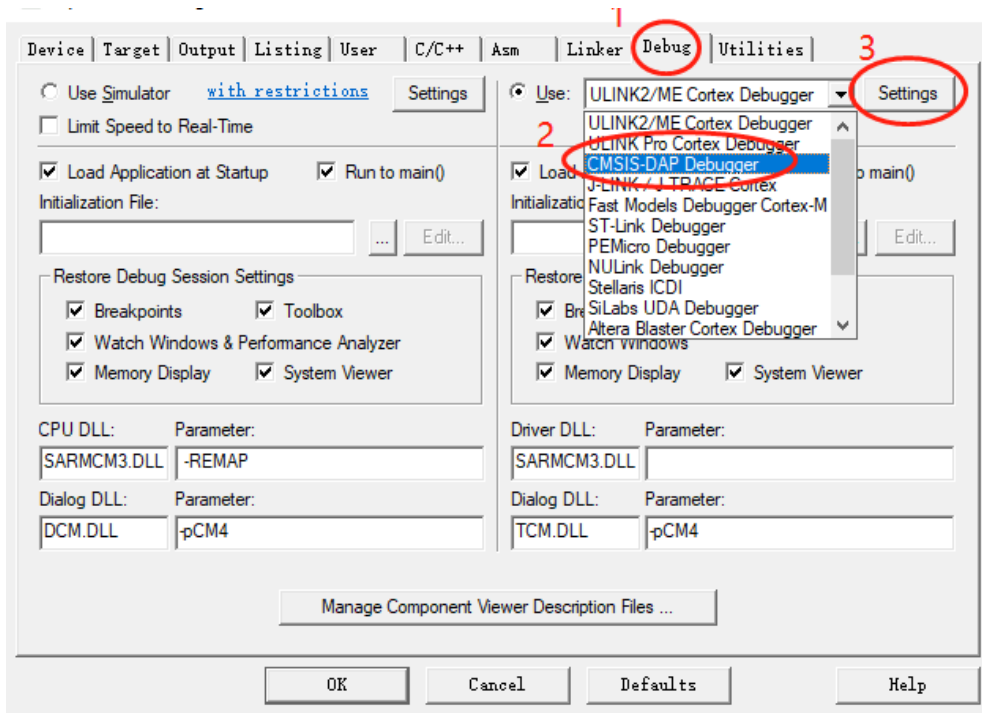 1
Device Target Output Listing User C/C++ Asm Linker Debug Utilities
3
Use Simulator with restrictions Settings
Use: ULINK2/ME Cortex Debugger Settings
Limit Speed to Real-Time
2
ULINK2/ME Cortex Debugger
ULINK Pro Cortex Debugger
CMSIS-DAP Debugger
J-LINK / J-TRACE Cortex
Fast Models Debugger Cortex-M
ST-Link Debugger
PEMicro Debugger
NULink Debugger
Stellaris ICDI
SiLabs UDA Debugger
Altera Blaster Cortex Debugger
Load Application at Startup Run to main()
Load main()
Initialization File:
... Edit...
Edit...
Restore Debug Session Settings
Restore
Breakpoints Toolbox
Watch Windows & Performance Analyzer
Watch Windows
Memory Display System Viewer
Memory Display System Viewer
CPU DLL: Parameter:
Driver DLL: Parameter:
SARMCM3.DLL -REMAP
SARMCM3.DLL
Dialog DLL: Parameter:
Dialog DLL: Parameter:
DCM.DLL -pCM4
TCM.DLL -pCM4
Manage Component Viewer Description Files ...
OK Cancel Defaults Help